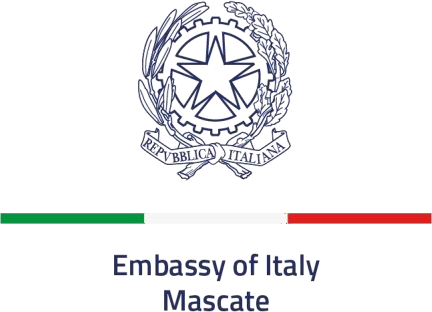 REPVBBLICA ITALIANA
Embassy of Italy
Mascate